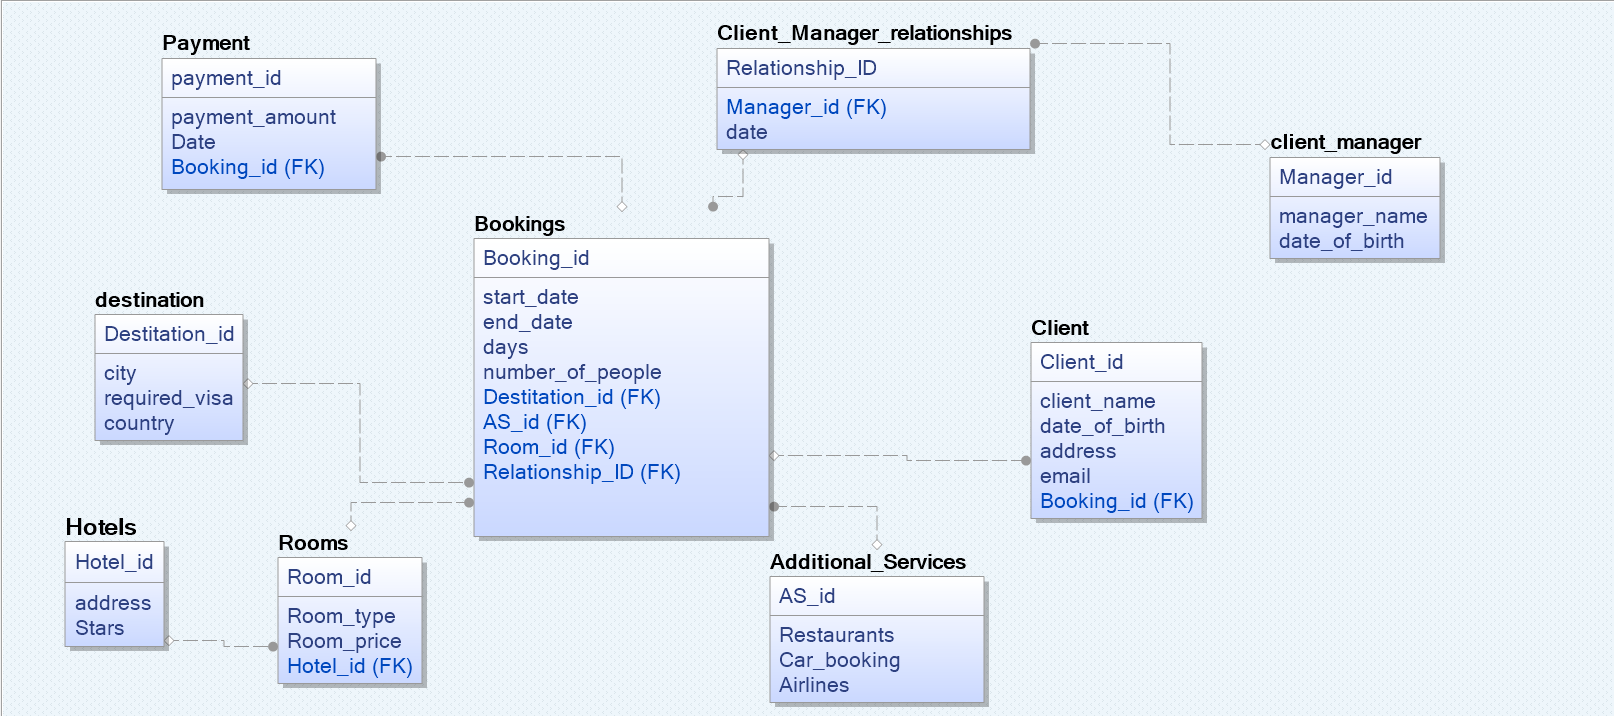 Payment
payment_id
payment_amount
Date
Booking_id (FK)
Client_Manager_relationships
Relationship_ID
Manager_id (FK)
date
client_manager
Manager_id
manager_name
date_of_birth
Bookings
Booking_id
start_date
end_date
days
number_of_people
Destitation_id (FK)
AS_id (FK)
Room_id (FK)
Relationship_ID (FK)
destination
Destitation_id
city
required_visa
country
Client
Client_id
client_name
date_of_birth
address
email
Booking_id (FK)
Hotels
Hotel_id
address
Stars
Rooms
Room_id
Room_type
Room_price
Hotel_id (FK)
Additional_Services
AS_id
Restaurants
Car_booking
Airlines